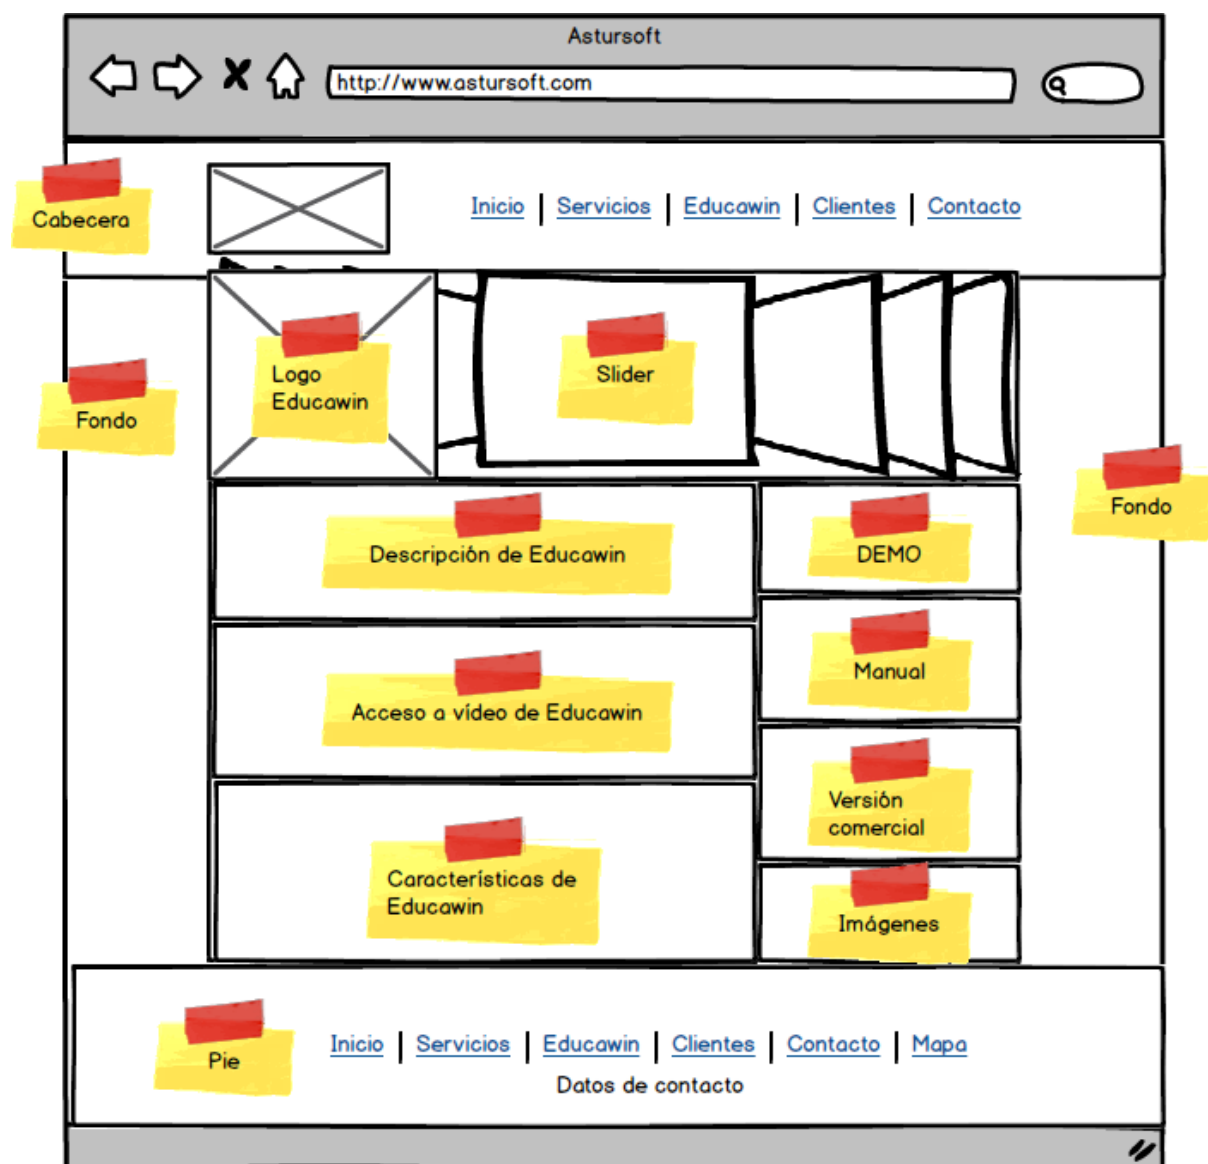 Astursoft
http://www.astursoft.com
Cabecera
Inicio | Servicios | Educawin | Clientes | Contacto
Logo
Educawin
Slider
Fondo
Fondo
Descripción de Educawin
DEMO
Acceso a vídeo de Educawin
Manual
Versión
comercial
Características de
Educawin
Imágenes
Pie
Inicio | Servicios | Educawin | Clientes | Contacto | Mapa
Datos de contacto